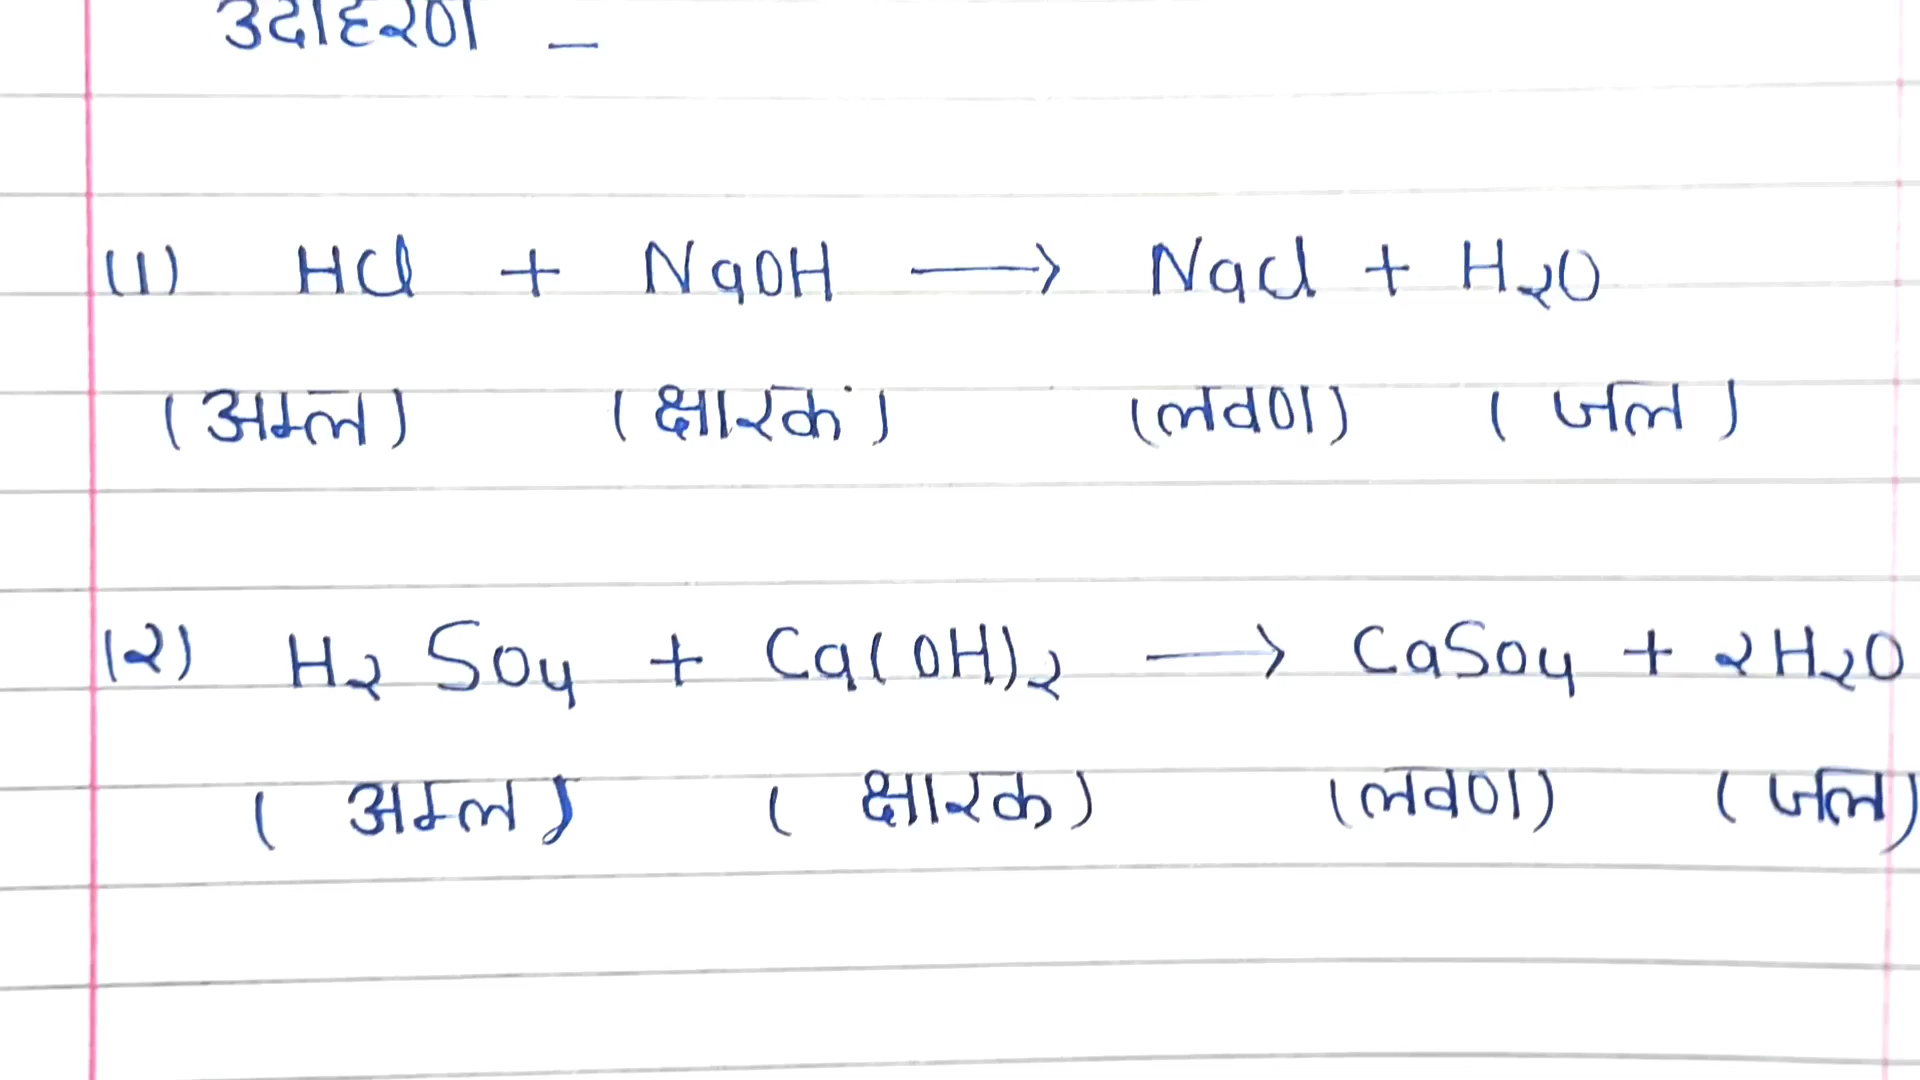 उदाहरण –
(1) HCl + NaOH ⟶ NaCl + H₂O
(अम्ल) (क्षारक) (लवण) (जल)
(2) H₂SO₄ + Ca(OH)₂ ⟶ CaSO₄ + 2H₂O
(अम्ल) (क्षारक) (लवण) (जल)